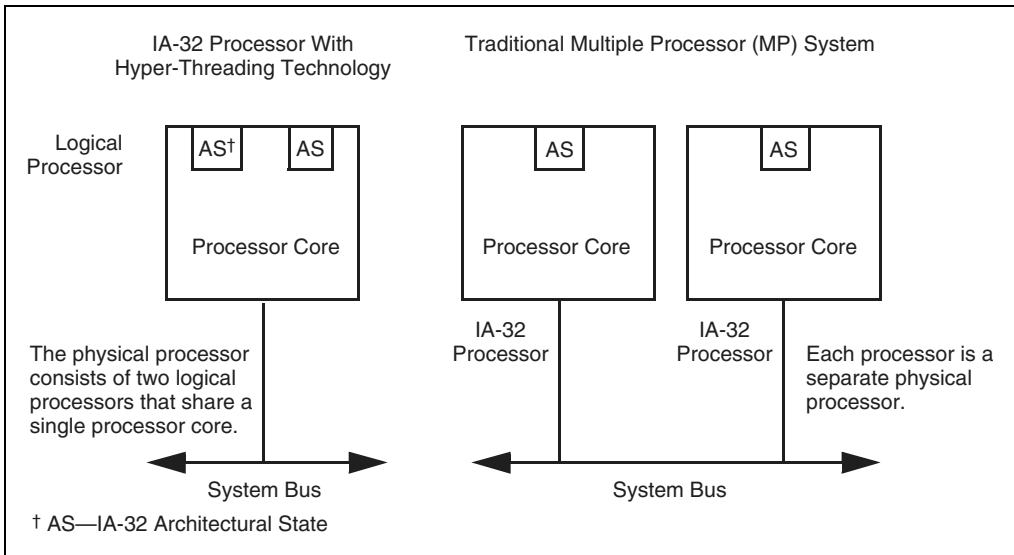 IA-32 Processor With
Hyper-Threading Technology
Traditional Multiple Processor (MP) System
Logical
Processor
AS†
AS
AS
AS
Processor Core
Processor Core
Processor Core
IA-32
Processor
IA-32
Processor
The physical processor
consists of two logical
processors that share a
single processor core.
Each processor is a
separate physical
processor.
System Bus
System Bus
† AS—IA-32 Architectural State